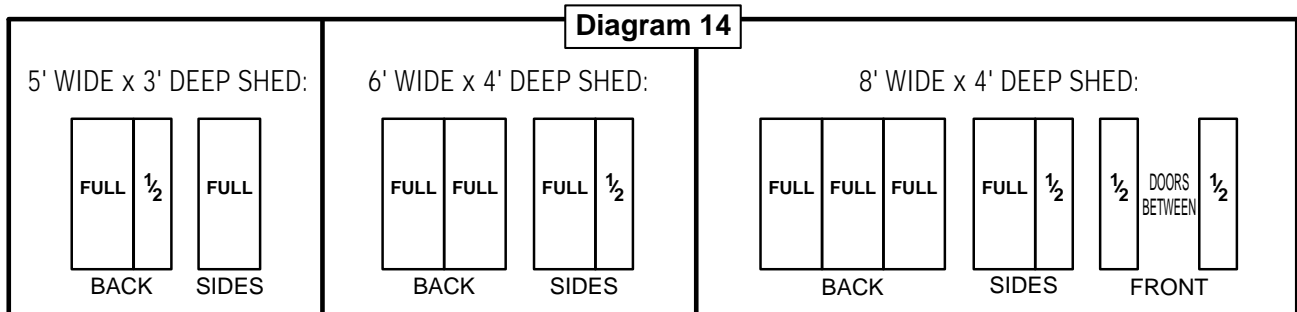 Diagram 14
5' WIDE x 3' DEEP SHED:
FULL ½ FULL
BACK SIDES
6' WIDE x 4' DEEP SHED:
FULL FULL FULL ½
BACK SIDES
8' WIDE x 4' DEEP SHED:
FULL FULL FULL FULL ½ ½ DOORS BETWEEN ½
BACK SIDES FRONT